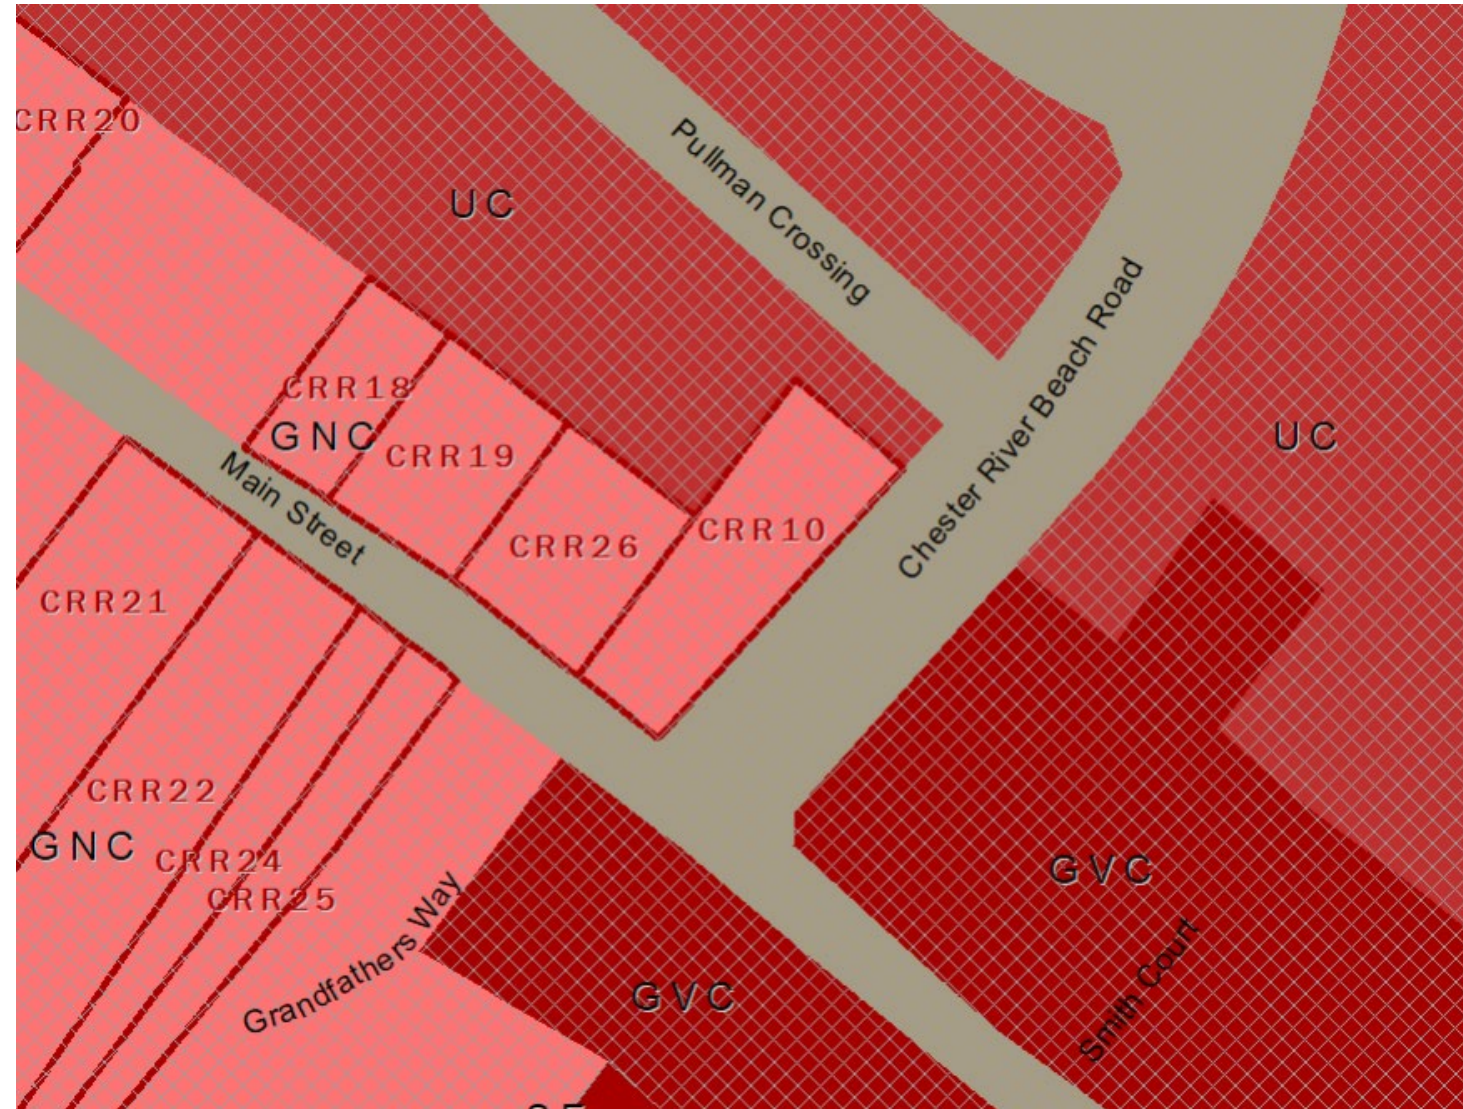 CRR20
UC
Pullman Crossing
Chester River Beach Road
CRR18
GNC
CRR19
UC
Main Street
CRR10
CRR26
CRR21
CRR22
GNC
CRR24
CRR25
GVC
Grandfathers Way
GVC
Smith Court